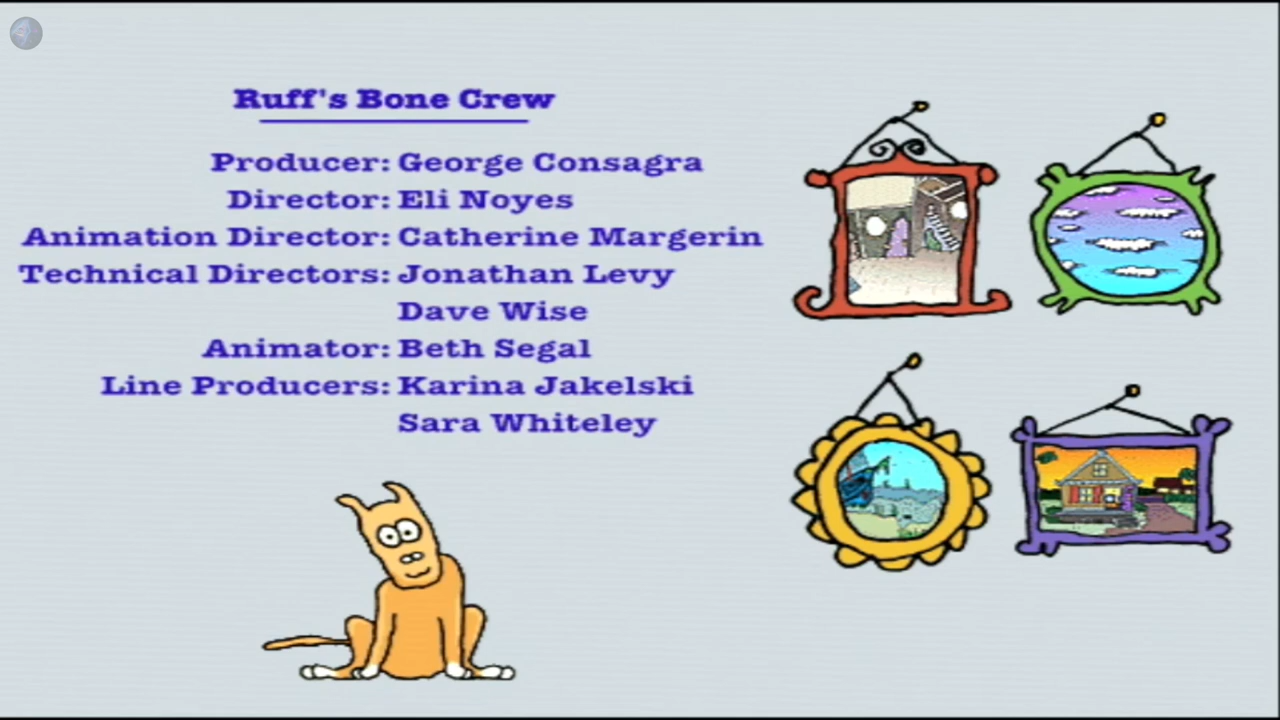 Ruff's Bone Crew
Producer: George Consagra
Director: Eli Noyes
Animation Director: Catherine Margerin
Technical Directors: Jonathan Levy
Dave Wise
Animator: Beth Segal
Line Producers: Karina Jakelski
Sara Whiteley